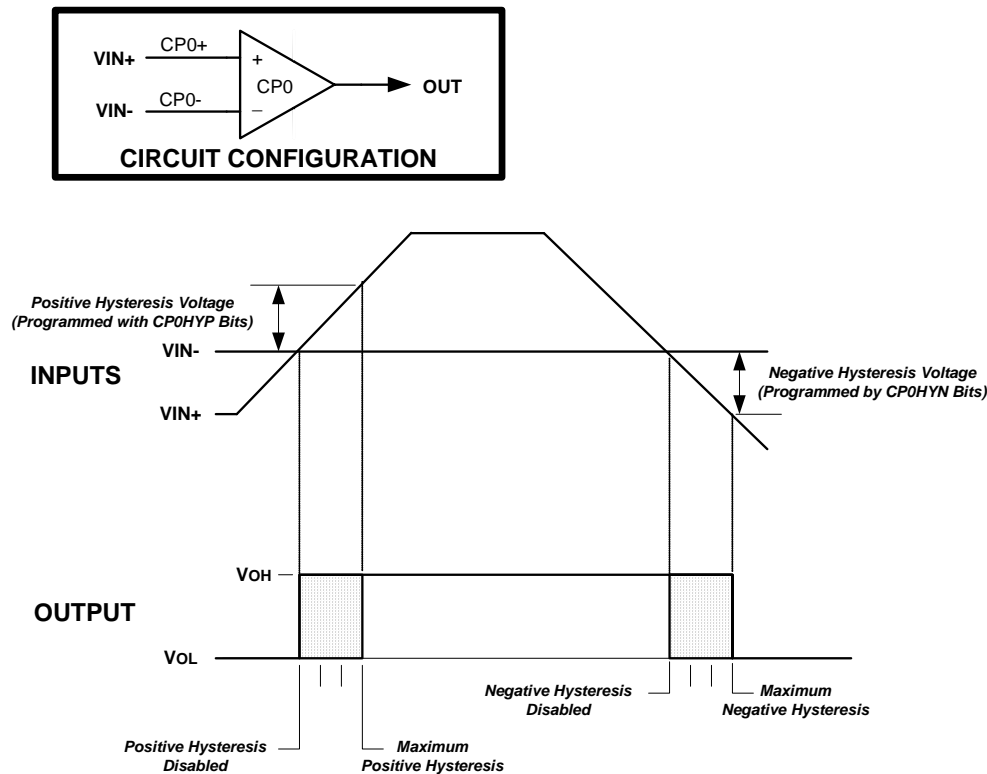 VIN+
CP0+
+
CP0
OUT
VIN-
CP0-
_
CIRCUIT CONFIGURATION
Positive Hysteresis Voltage
(Programmed with CP0HYP Bits)
VIN-
INPUTS
Negative Hysteresis Voltage
(Programmed by CP0HYN Bits)
VIN+
VOH
OUTPUT
VOL
Negative Hysteresis
Disabled
Maximum
Negative Hysteresis
Positive Hysteresis
Disabled
Maximum
Positive Hysteresis